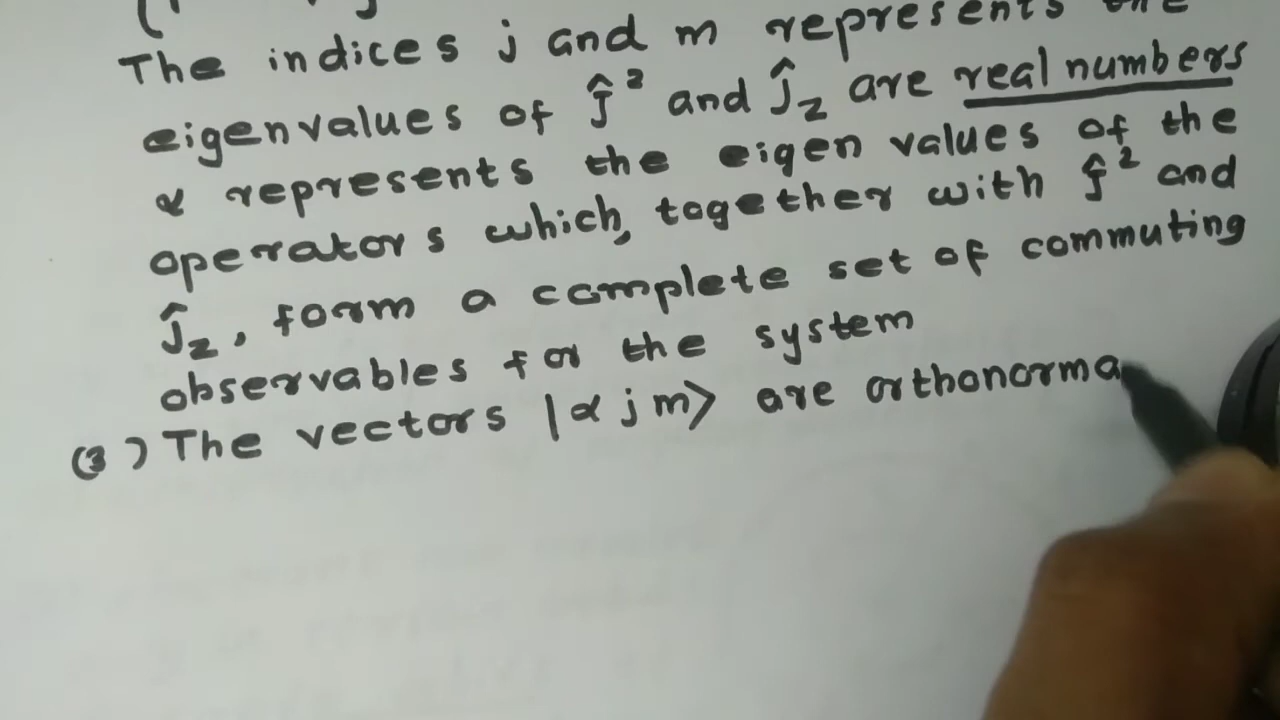 The indices j and m represents the
eigenvalues of Ĵ² and Ĵz are real numbers
α represents the eigen values of the
operators which, together with Ĵ² and
Ĵz, form a complete set of commuting
observables for the system
(3) The vectors |α j m> are orthonorma